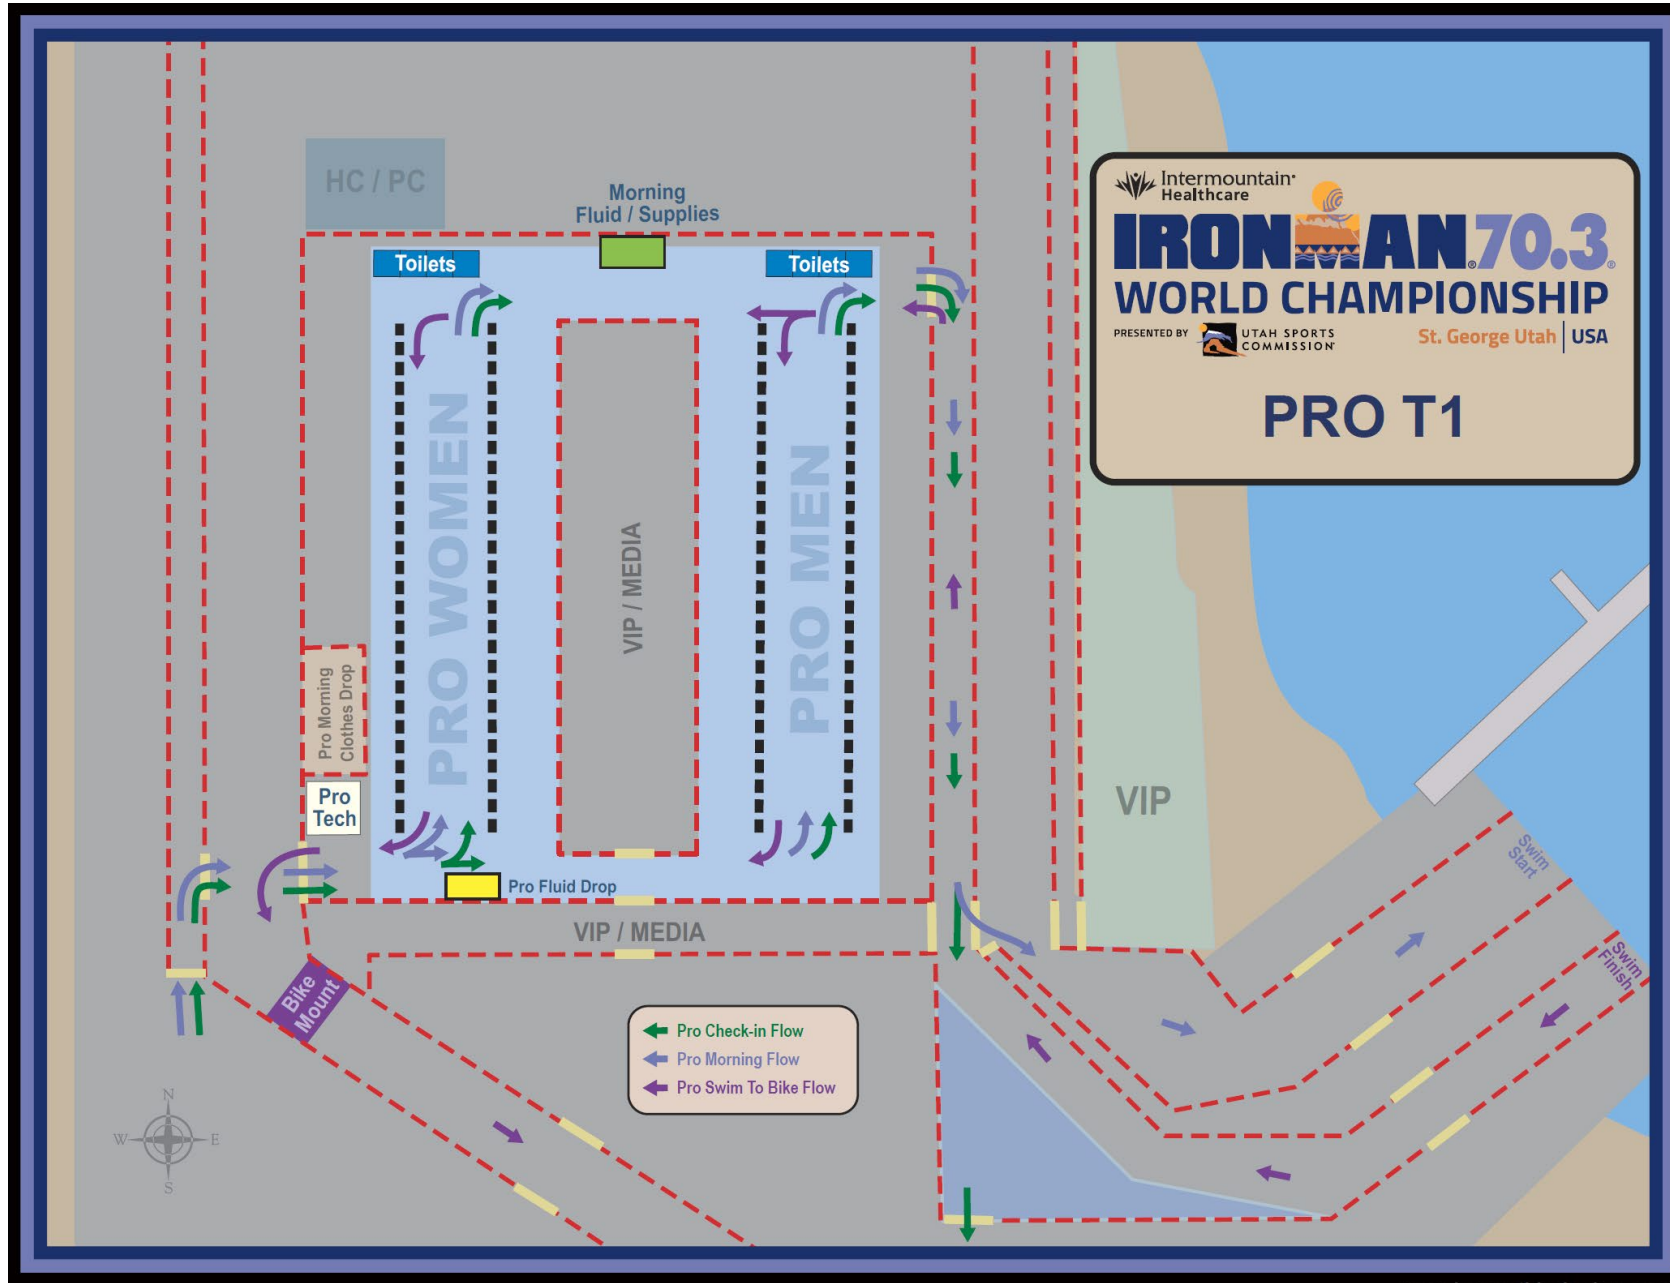 HC / PC
Morning
Fluid / Supplies
Toilets
Toilets
Intermountain
Healthcare
IRONMAN 70.3
WORLD CHAMPIONSHIP
PRESENTED BY
UTAH SPORTS
COMMISSION
St. George Utah | USA
PRO T1
PRO WOMEN
VIP / MEDIA
PRO MEN
Pro Morning
Clothes Drop
Pro
Tech
VIP
Swim
Start
Pro Fluid Drop
VIP / MEDIA
Swim
Finish
Bike
Mount
Pro Check-in Flow
Pro Morning Flow
Pro Swim To Bike Flow
N
W
E
S